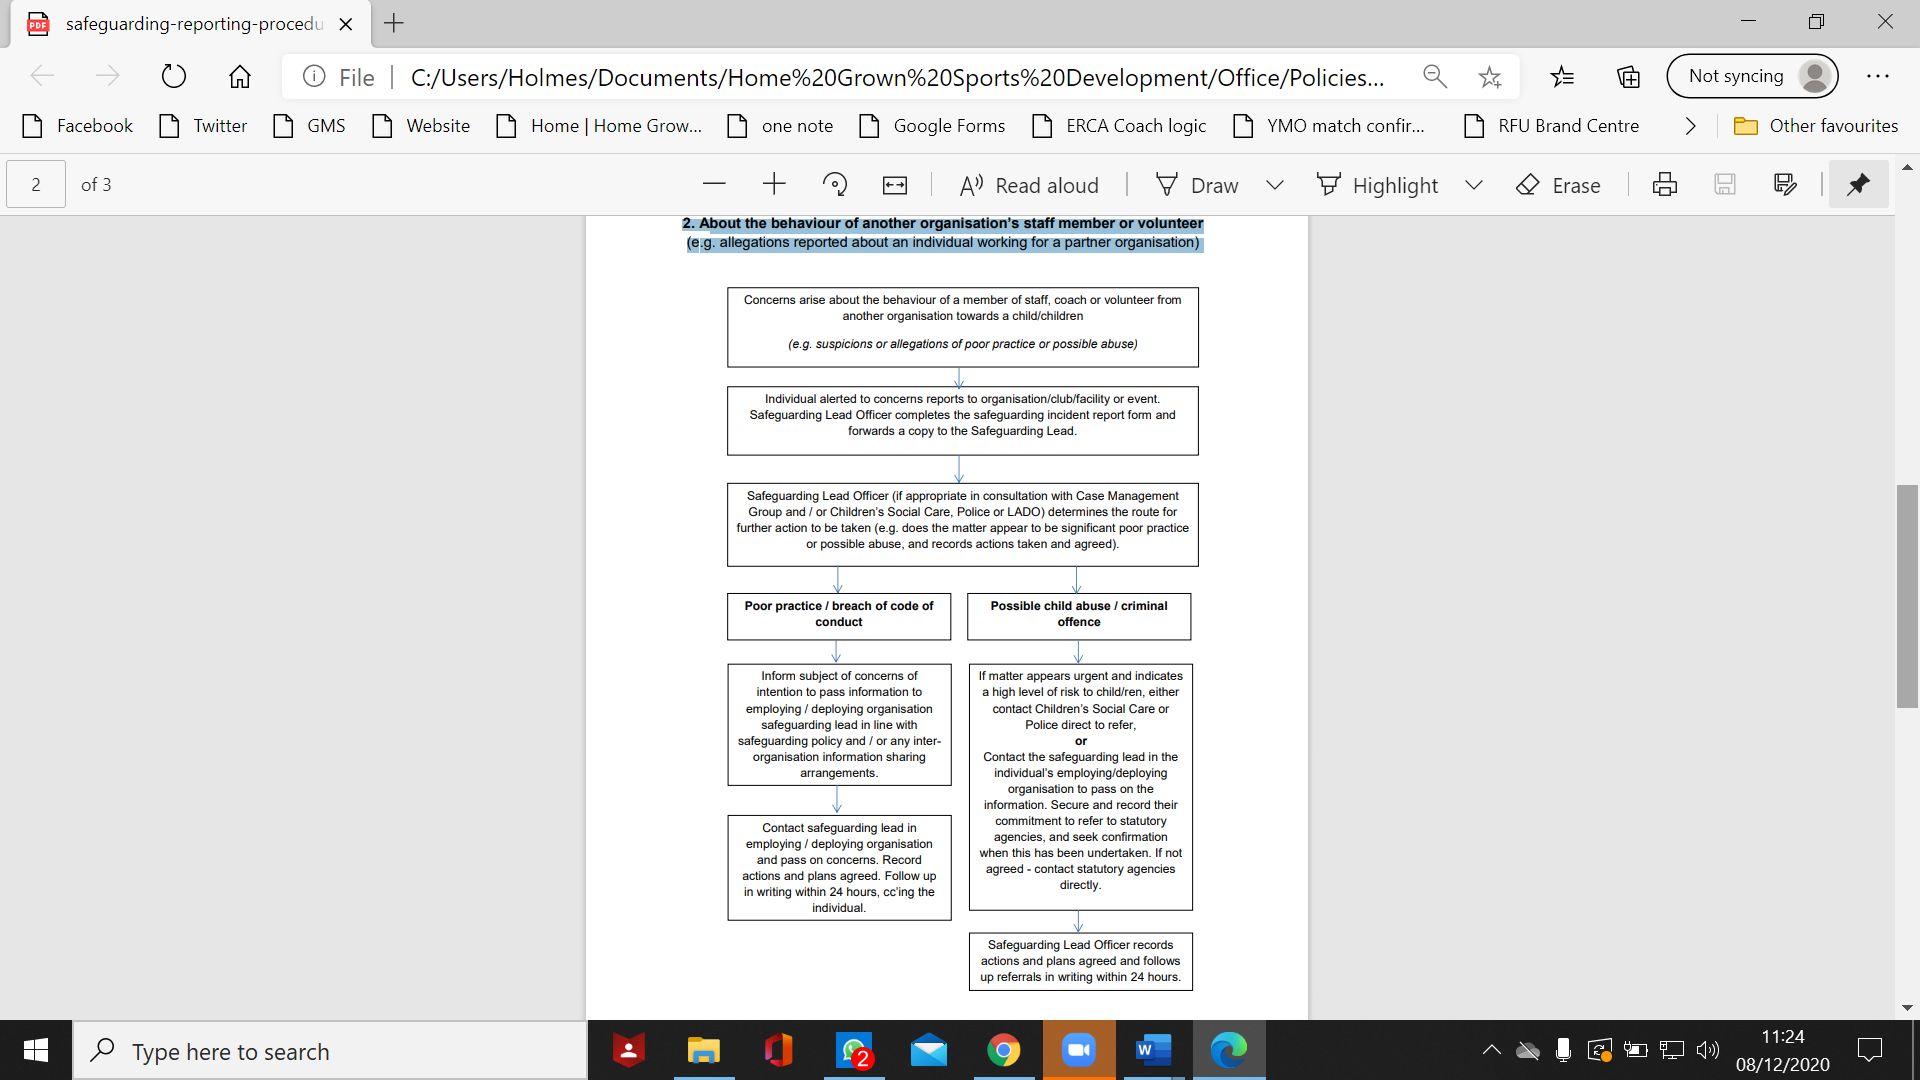 safeguarding-reporting-procedu
File
C:/Users/Holmes/Documents/Home%20Grown%20Sports%20Development/Office/Policies...
Not syncing
Facebook
Twitter
GMS
Website
Home | Home Grow...
one note
Google Forms
ERCA Coach logic
YMO match confir...
RFU Brand Centre
Other favourites
2
of 3
Read aloud
Draw
Highlight
Erase
2. About the behaviour of another organisation's staff member or volunteer
(e.g. allegations reported about an individual working for a partner organisation)
Concerns arise about the behaviour of a member of staff, coach or volunteer from
another organisation towards a child/children
(e.g. suspicions or allegations of poor practice or possible abuse)
Individual alerted to concerns reports to organisation/club/facility or event.
Safeguarding Lead Officer completes the safeguarding incident report form and
forwards a copy to the Safeguarding Lead.
Safeguarding Lead Officer (if appropriate in consultation with Case Management
Group and / or Children's Social Care, Police or LADO) determines the route for
further action to be taken (e.g. does the matter appear to be significant poor practice
or possible abuse, and records actions taken and agreed).
Poor practice / breach of code of
conduct
Inform subject of concerns of
intention to pass information to
employing / deploying organisation
safeguarding lead in line with
safeguarding policy and / or any inter-
organisation information sharing
arrangements.
Contact safeguarding lead in
employing / deploying organisation
and pass on concerns. Record
actions and plans agreed. Follow up
in writing within 24 hours, cc'ing the
individual.
Possible child abuse / criminal
offence
If matter appears urgent and indicates
a high level of risk to child/ren, either
contact Children's Social Care or
Police direct to refer,
or
Contact the safeguarding lead in the
individual's employing/deploying
organisation to pass on the
information. Secure and record their
commitment to refer to statutory
agencies, and seek confirmation
when this has been undertaken. If not
agreed - contact statutory agencies
directly.
Safeguarding Lead Officer records
actions and plans agreed and follows
up referrals in writing within 24 hours.
Type here to search
2
11:24
08/12/2020